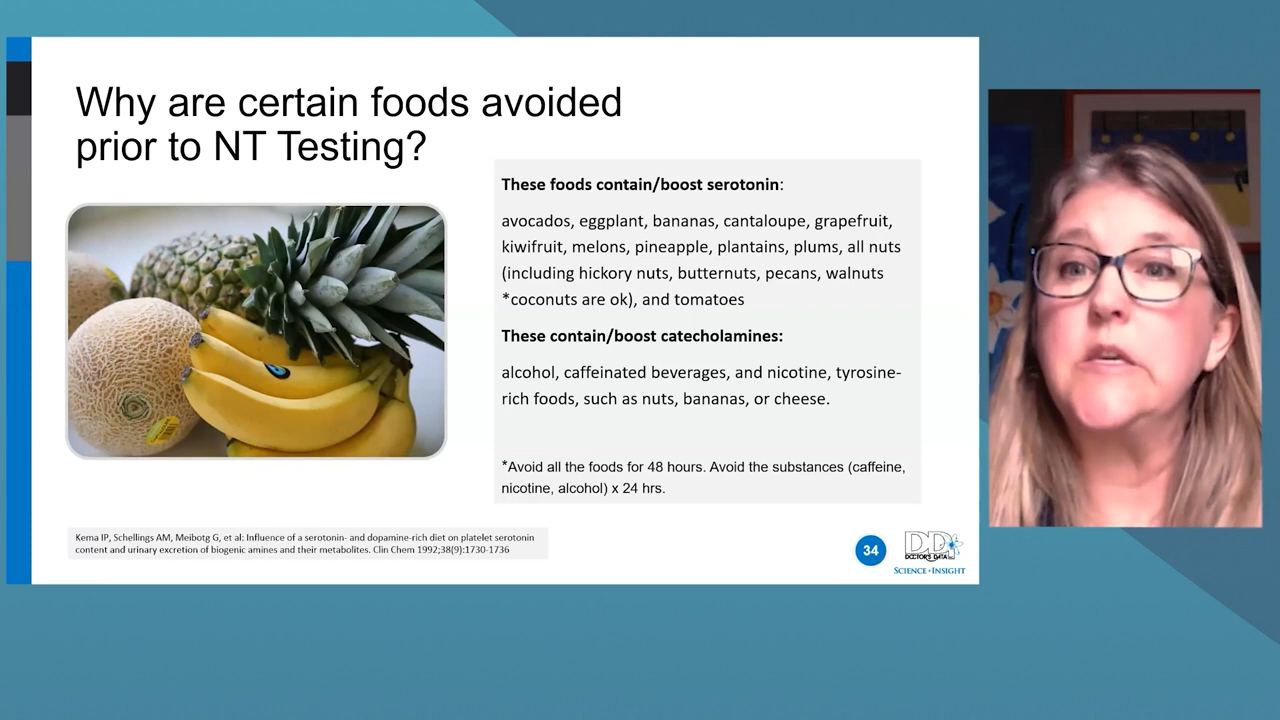 Why are certain foods avoided
prior to NT Testing?
These foods contain/boost serotonin:
avocados, eggplant, bananas, cantaloupe, grapefruit,
kiwifruit, melons, pineapple, plantains, plums, all nuts
(including hickory nuts, butternuts, pecans, walnuts
*coconuts are ok), and tomatoes
These contain/boost catecholamines:
alcohol, caffeinated beverages, and nicotine, tyrosine-
rich foods, such as nuts, bananas, or cheese.
*Avoid all the foods for 48 hours. Avoid the substances (caffeine,
nicotine, alcohol) x 24 hrs.
Kema IP, Schellings AM, Meibotg G, et al: Influence of a serotonin- and dopamine-rich diet on platelet serotonin
content and urinary excretion of biogenic amines and their metabolites. Clin Chem 1992;38(9):1730-1736
34
DDI
DOCTOR'S DATA INC
SCIENCE+INSIGHT